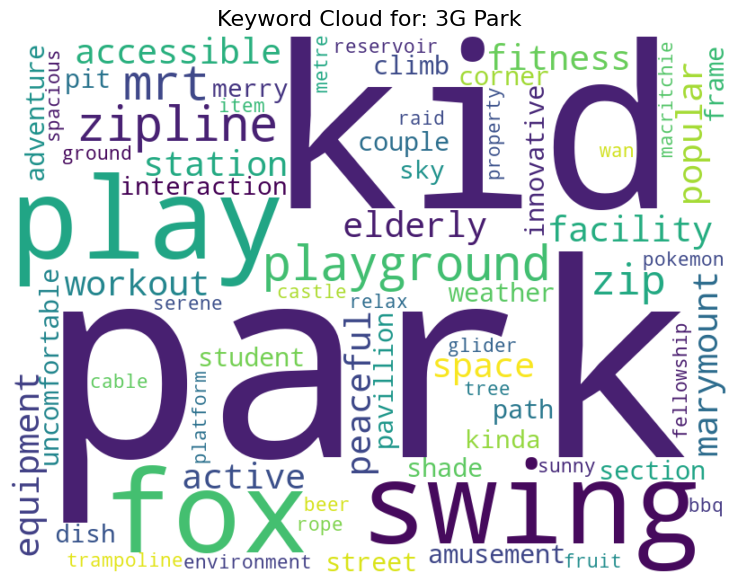 Keyword Cloud for: 3G Park
accessible
reservoir
metre
kid
fitness
climb
corner
pit
mrt
merry
item
adventure
spacious
zipline
raid
couple
sky
property
innovative
wan
macritchie
popular
frame
ground
station
interaction
play
elderly
facility
playground
workout
castle
relax
weather
zip
pokemon
serene
uncomfortable
park
cable
student
platform
peaceful
pavillion
glider
space
tree
path
kinda
fellowship
marymount
equipment
fox
active
shade
swing
sunny
section
bbq
beer
rope
dish
trampoline
environment
street
amusement
fruit